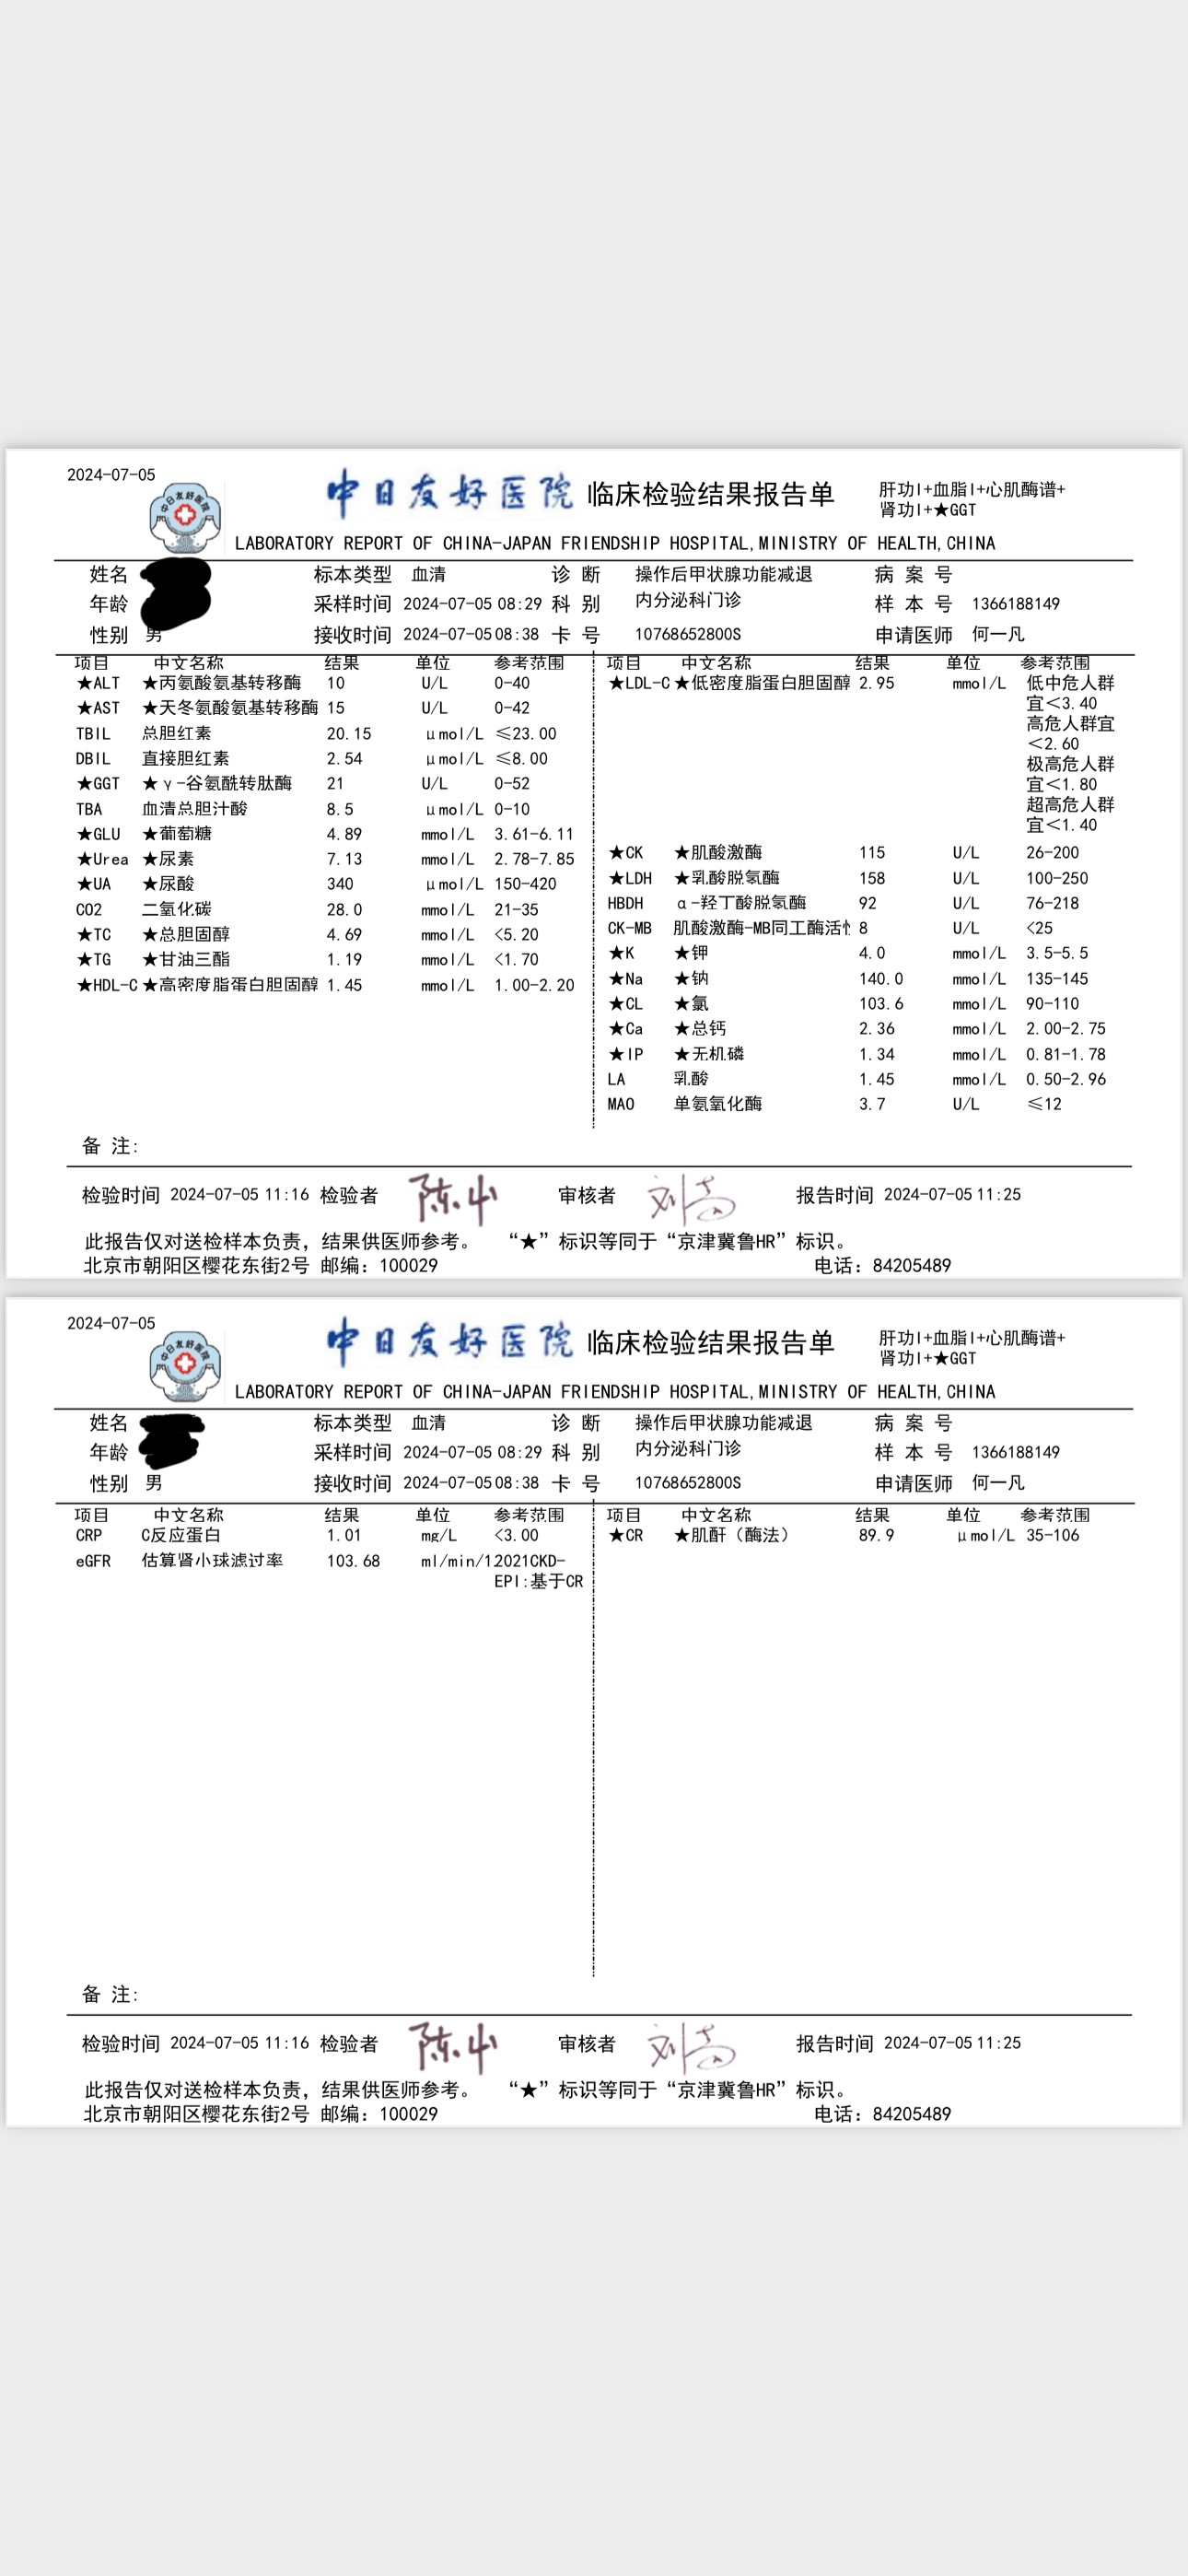 2024-07-05
中日友好医院 临床检验结果报告单
肝功I+血脂I+心肌酶谱+
肾功I+★GGT
LABORATORY REPORT OF CHINA-JAPAN FRIENDSHIP HOSPITAL,MINISTRY OF HEALTH,CHINA
姓名 标本类型 血清 诊 断 操作后甲状腺功能减退 病 案 号
年龄 采样时间 2024-07-05 08:29 科 别 内分泌科门诊 样 本 号 1366188149
性别 男 接收时间 2024-07-05 08:38 卡 号 10768652800S 申请医师 何一凡
项目 中文名称 结果 单位 参考范围
★ALT ★丙氨酸氨基转移酶 10 U/L 0-40
★AST ★天冬氨酸氨基转移酶 15 U/L 0-42
TBIL 总胆红素 20.15 μmol/L ≤23.00
DBIL 直接胆红素 2.54 μmol/L ≤8.00
★GGT ★γ-谷氨酰转肽酶 21 U/L 0-52
TBA 血清总胆汁酸 8.5 μmol/L 0-10
★GLU ★葡萄糖 4.89 mmol/L 3.61-6.11
★Urea ★尿素 7.13 mmol/L 2.78-7.85
★UA ★尿酸 340 μmol/L 150-420
CO2 二氧化碳 28.0 mmol/L 21-35
★TC ★总胆固醇 4.69 mmol/L <5.20
★TG ★甘油三酯 1.19 mmol/L <1.70
★HDL-C ★高密度脂蛋白胆固醇 1.45 mmol/L 1.00-2.20
项目 中文名称 结果 单位 参考范围
★LDL-C ★低密度脂蛋白胆固醇 2.95 mmol/L 低中危人群
宜<3.40
高危人群宜
<2.60
极高危人群
宜<1.80
超高危人群
宜<1.40
★CK ★肌酸激酶 115 U/L 26-200
★LDH ★乳酸脱氢酶 158 U/L 100-250
HBDH α-羟丁酸脱氢酶 92 U/L 76-218
CK-MB 肌酸激酶-MB同工酶活 8 U/L <25
★K ★钾 4.0 mmol/L 3.5-5.5
★Na ★钠 140.0 mmol/L 135-145
★CL ★氯 103.6 mmol/L 90-110
★Ca ★总钙 2.36 mmol/L 2.00-2.75
★IP ★无机磷 1.34 mmol/L 0.81-1.78
LA 乳酸 1.45 mmol/L 0.50-2.96
MAO 单氨氧化酶 3.7 U/L ≤12
备 注:
检验时间 2024-07-05 11:16 检验者 审核者 报告时间 2024-07-05 11:25
此报告仅对送检样本负责，结果供医师参考。 “★”标识等同于“京津冀鲁HR”标识。
北京市朝阳区樱花东街2号 邮编：100029 电话：84205489
2024-07-05
中日友好医院 临床检验结果报告单
肝功I+血脂I+心肌酶谱+
肾功I+★GGT
LABORATORY REPORT OF CHINA-JAPAN FRIENDSHIP HOSPITAL,MINISTRY OF HEALTH,CHINA
姓名 标本类型 血清 诊 断 操作后甲状腺功能减退 病 案 号
年龄 采样时间 2024-07-05 08:29 科 别 内分泌科门诊 样 本 号 1366188149
性别 男 接收时间 2024-07-05 08:38 卡 号 10768652800S 申请医师 何一凡
项目 中文名称 结果 单位 参考范围
CRP C反应蛋白 1.01 mg/L <3.00
eGFR 估算肾小球滤过率 103.68 ml/min/1 2021CKD-
EPI:基于CR
项目 中文名称 结果 单位 参考范围
★CR ★肌酐（酶法） 89.9 μmol/L 35-106
备 注:
检验时间 2024-07-05 11:16 检验者 审核者 报告时间 2024-07-05 11:25
此报告仅对送检样本负责，结果供医师参考。 “★”标识等同于“京津冀鲁HR”标识。
北京市朝阳区樱花东街2号 邮编：100029 电话：84205489